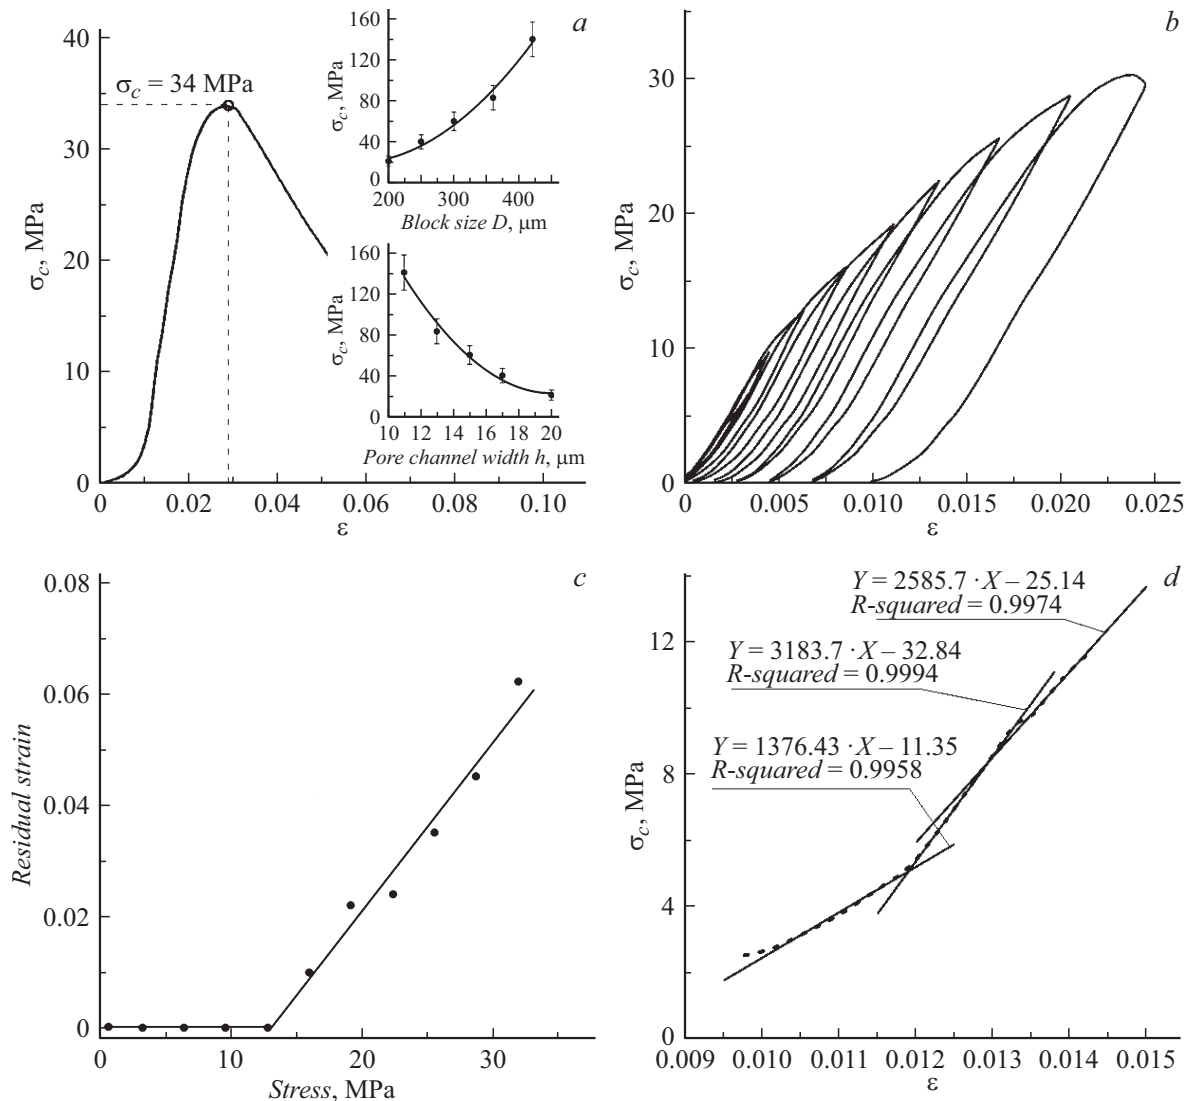 a
σc = 34 MPa
σc, MPa
40
30
20
10
0
0
0.02
0.04
0.06
0.08
0.10
ε
σc, MPa
160
140
80
40
0
200
300
400
Block size D, μm
σc, MPa
160
80
80
40
0
10
12
14
16
18
20
Pore channel width h, μm
b
σc, MPa
30
20
10
0
0
0.005
0.010
0.015
0.020
0.025
ε
c
Residual strain
0.08
0.06
0.04
0.02
0
0
10
20
30
Stress, MPa
d
Y = 2585.7 · X – 25.14
R-squared = 0.9974
Y = 3183.7 · X – 32.84
R-squared = 0.9994
Y = 1376.43 · X – 11.35
R-squared = 0.9958
σc, MPa
12
8
4
0
0.009
0.010
0.011
0.012
0.013
0.014
0.015
ε